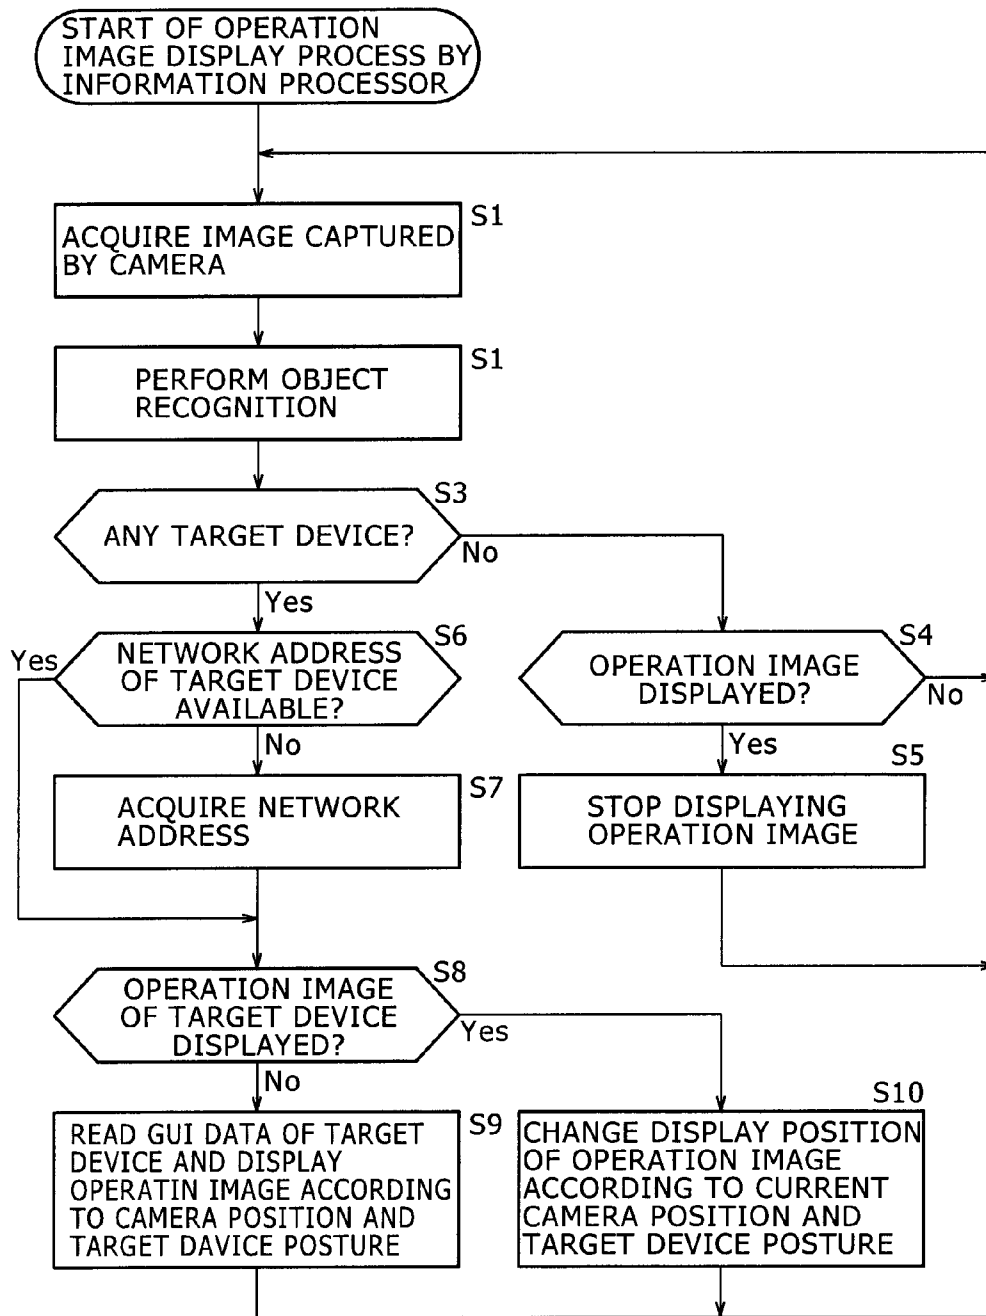 START OF OPERATION
IMAGE DISPLAY PROCESS BY
INFORMATION PROCESSOR
S1
ACQUIRE IMAGE CAPTURED
BY CAMERA
S1
PERFORM OBJECT
RECOGNITION
S3
ANY TARGET DEVICE?
No
Yes
S6
Yes
NETWORK ADDRESS
OF TARGET DEVICE
AVAILABLE?
No
S4
OPERATION IMAGE
DISPLAYED?
No
Yes
S7
ACQUIRE NETWORK
ADDRESS
S5
STOP DISPLAYING
OPERATION IMAGE
S8
OPERATION IMAGE
OF TARGET DEVICE
DISPLAYED?
Yes
No
S9
READ GUI DATA OF TARGET
DEVICE AND DISPLAY
OPERATIN IMAGE ACCORDING
TO CAMERA POSITION AND
TARGET DAVICE POSTURE
S10
CHANGE DISPLAY POSITION
OF OPERATION IMAGE
ACCORDING TO CURRENT
CAMERA POSITION AND
TARGET DEVICE POSTURE